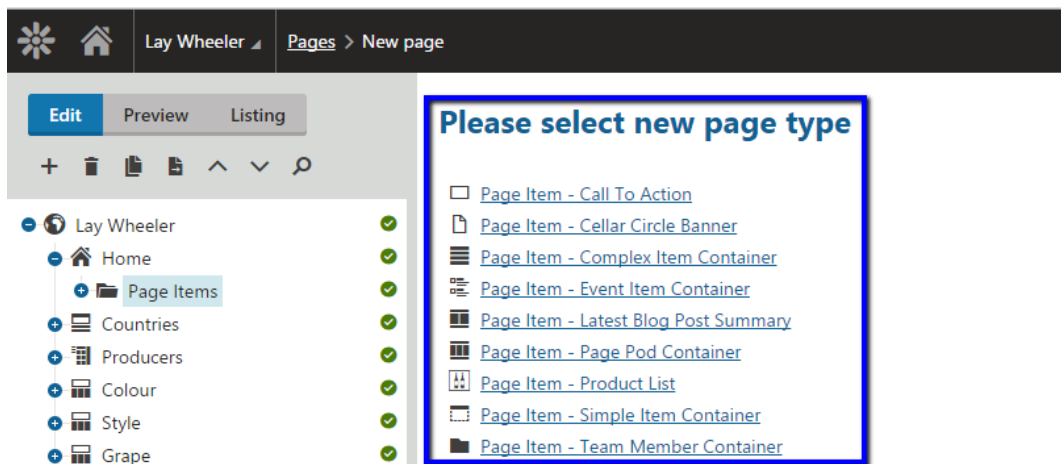 Lay Wheeler
Pages > New page
Edit Preview Listing
Lay Wheeler
Home
Page Items
Countries
Producers
Colour
Style
Grape
Please select new page type
Page Item - Call To Action
Page Item - Cellar Circle Banner
Page Item - Complex Item Container
Page Item - Event Item Container
Page Item - Latest Blog Post Summary
Page Item - Page Pod Container
Page Item - Product List
Page Item - Simple Item Container
Page Item - Team Member Container